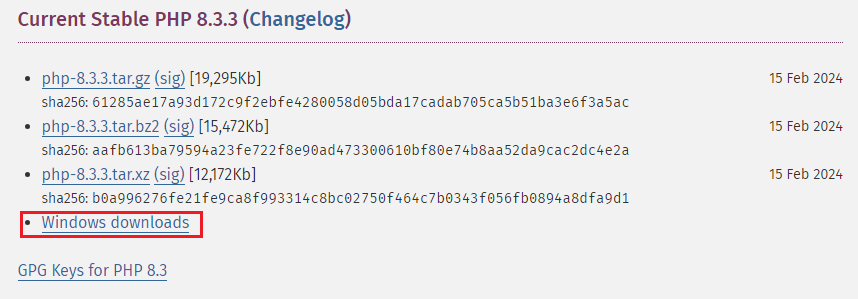 Current Stable PHP 8.3.3 (Changelog)
php-8.3.3.tar.gz (sig) [19,295Kb] 15 Feb 2024
sha256: 61285ae17a93d172c9f2ebfe4280058d05bda17cadab705ca5b51ba3e6f3a5ac
php-8.3.3.tar.bz2 (sig) [15,472Kb] 15 Feb 2024
sha256: aafb613ba79594a23fe722f8e90ad473300610bf80e74b8aa52da9cac2dc4e2a
php-8.3.3.tar.xz (sig) [12,172Kb] 15 Feb 2024
sha256: b0a996276fe21fe9ca8f993314c8bc02750f464c7b0343f056fb0894a8dfa9d1
Windows downloads
GPG Keys for PHP 8.3